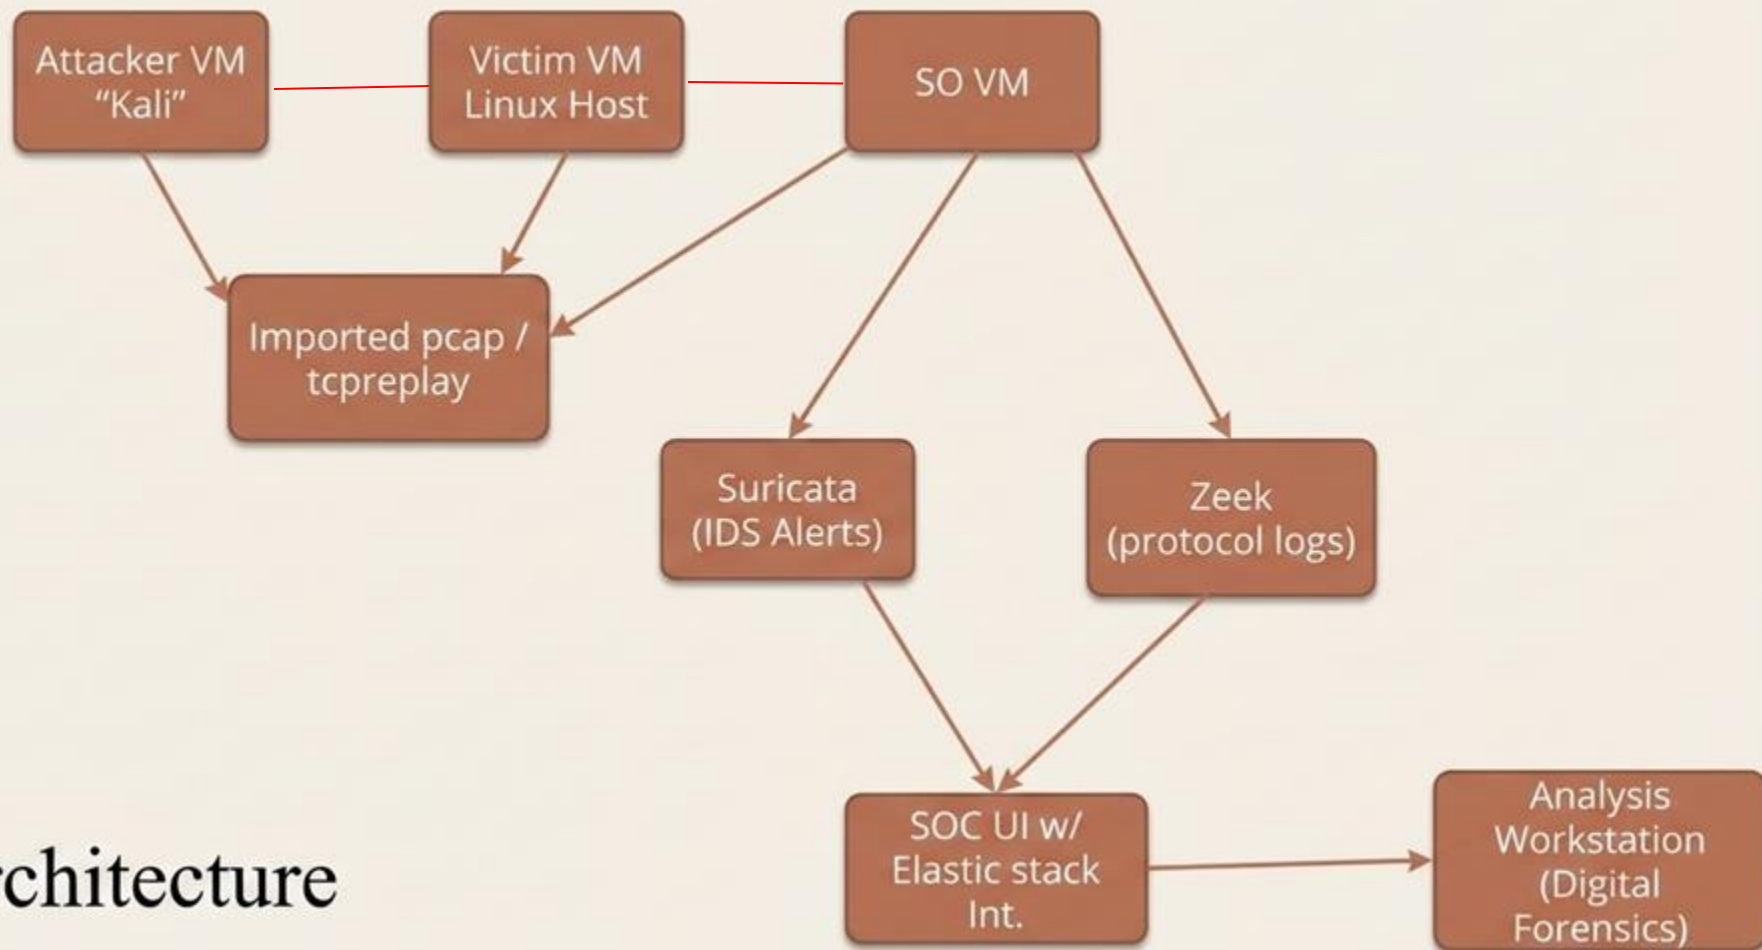 Attacker VM
“Kali”
Victim VM
Linux Host
SO VM
Imported pcap /
tcpreplay
Suricata
(IDS Alerts)
Zeek
(protocol logs)
SOC UI w/
Elastic stack
Int.
Analysis
Workstation
(Digital
Forensics)
rchitecture